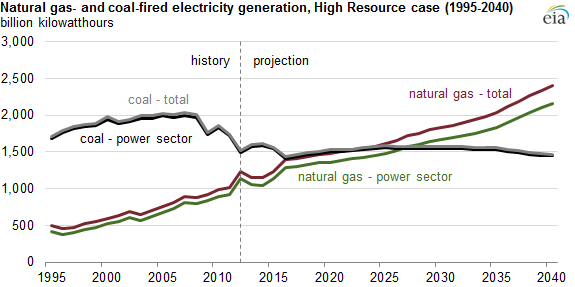 Natural gas- and coal-fired electricity generation, High Resource case (1995-2040)
billion kilowatthours
eia
3,000
2,500
2,000
1,500
1,000
500
0
history
projection
coal - total
coal - power sector
natural gas - total
natural gas - power sector
1995 2000 2005 2010 2015 2020 2025 2030 2035 2040